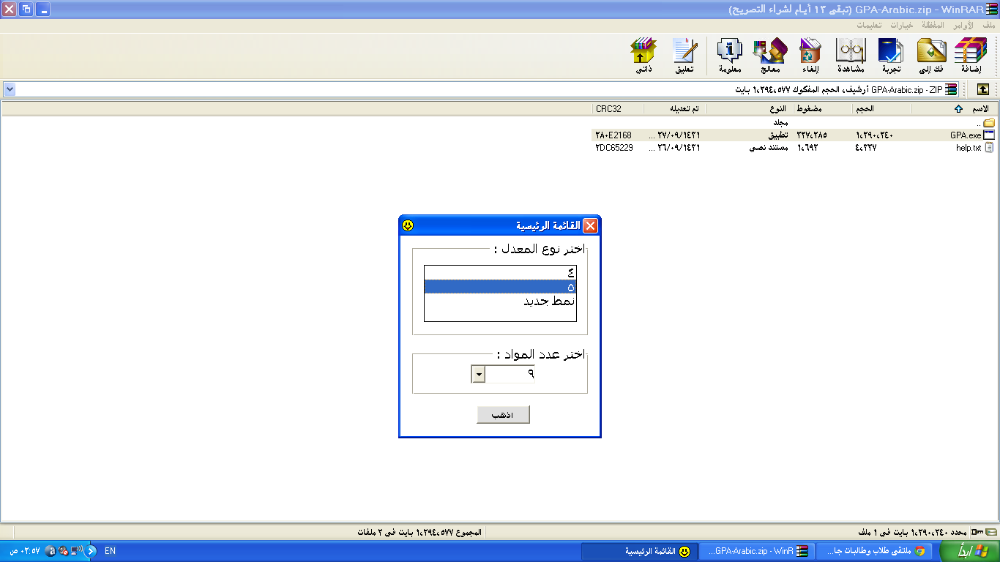 GPA-Arabic.zip - WinRAR (تبقى ١٣ أيام لشراء التصريح)
ملف الأوامر المفضلة خيارات تعليمات
إضافة فك إلى تجربة مشاهدة إلغاء معالج معلومة تعليق ذاتي
GPA-Arabic.zip - ZIP أرشيف، الحجم المفكوك ١،٢٩٤،٥٧٧ بايت
الاسم الحجم مضغوط النوع تم تعديله CRC32
.. مجلد
GPA.exe ١،٢٩٠،٢٤٠ ٣٢٧،٢٨٥ تطبيق ٢٧/٠٩/١٤٣١ ... ٢٨٠E2168
help.txt ٤،٣٣٧ ١،٦٩٣ مستند نصي ٢٦/٠٩/١٤٣١ ... ٢DC65229
القائمة الرئيسية
اختر نوع المعدل :
٤
٥
نمط جديد
اختر عدد المواد :
٩
اذهب
محدد ١،٢٩٠،٢٤٠ بايت في ١ ملف
المجموع ١،٢٩٤،٥٧٧ بايت في ٢ ملفات
ابدأ
ملتقى طلاب وطالبات جا...
GPA-Arabic.zip - WinR...
القائمة الرئيسية
EN
٠٢:٥٧ ص